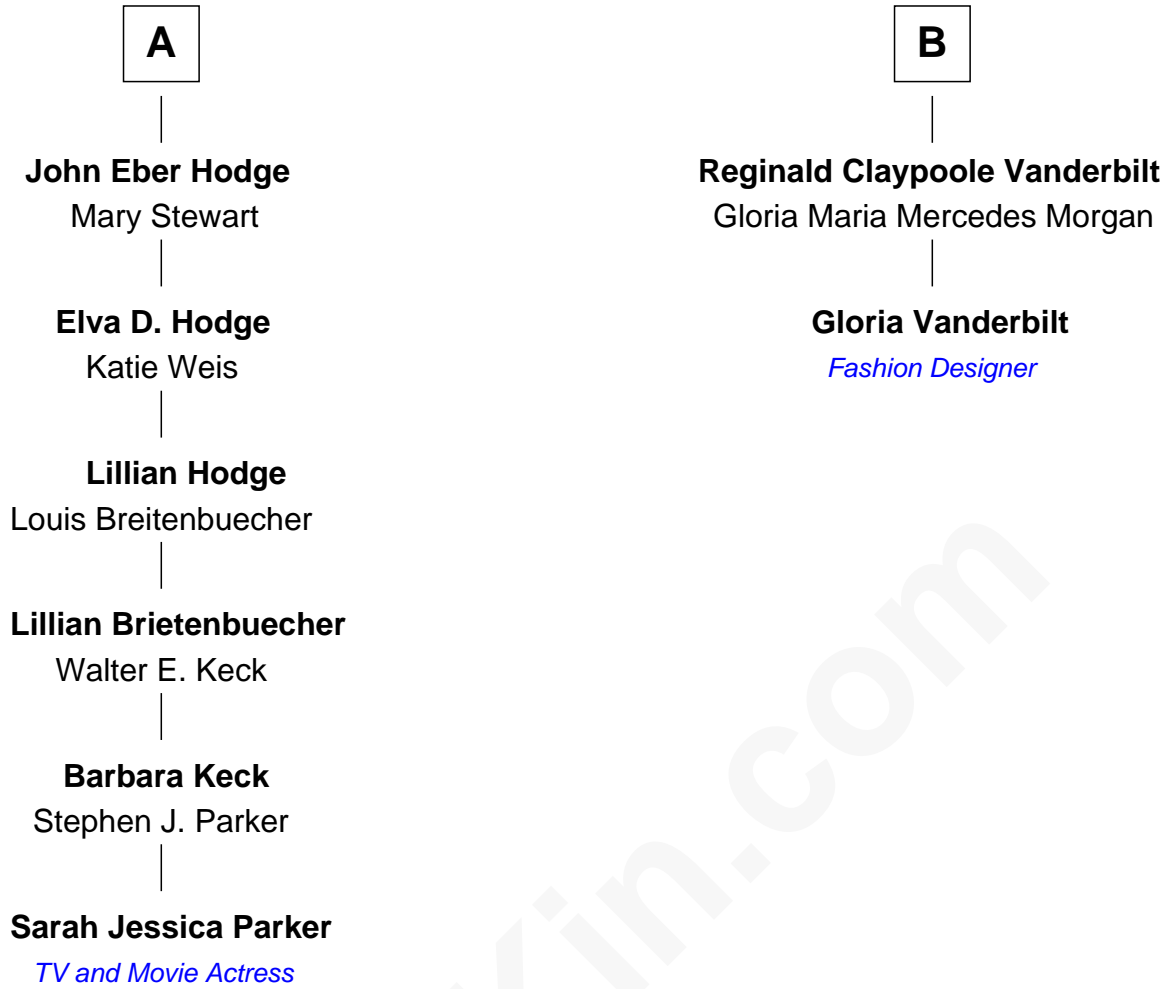 A
John Eber Hodge
Mary Stewart
Elva D. Hodge
Katie Weis
Lillian Hodge
Louis Breitenbuecher
Lillian Brietenbuecher
Walter E. Keck
Barbara Keck
Stephen J. Parker
Sarah Jessica Parker
TV and Movie Actress
B
Reginald Claypoole Vanderbilt
Gloria Maria Mercedes Morgan
Gloria Vanderbilt
Fashion Designer
Kin.com